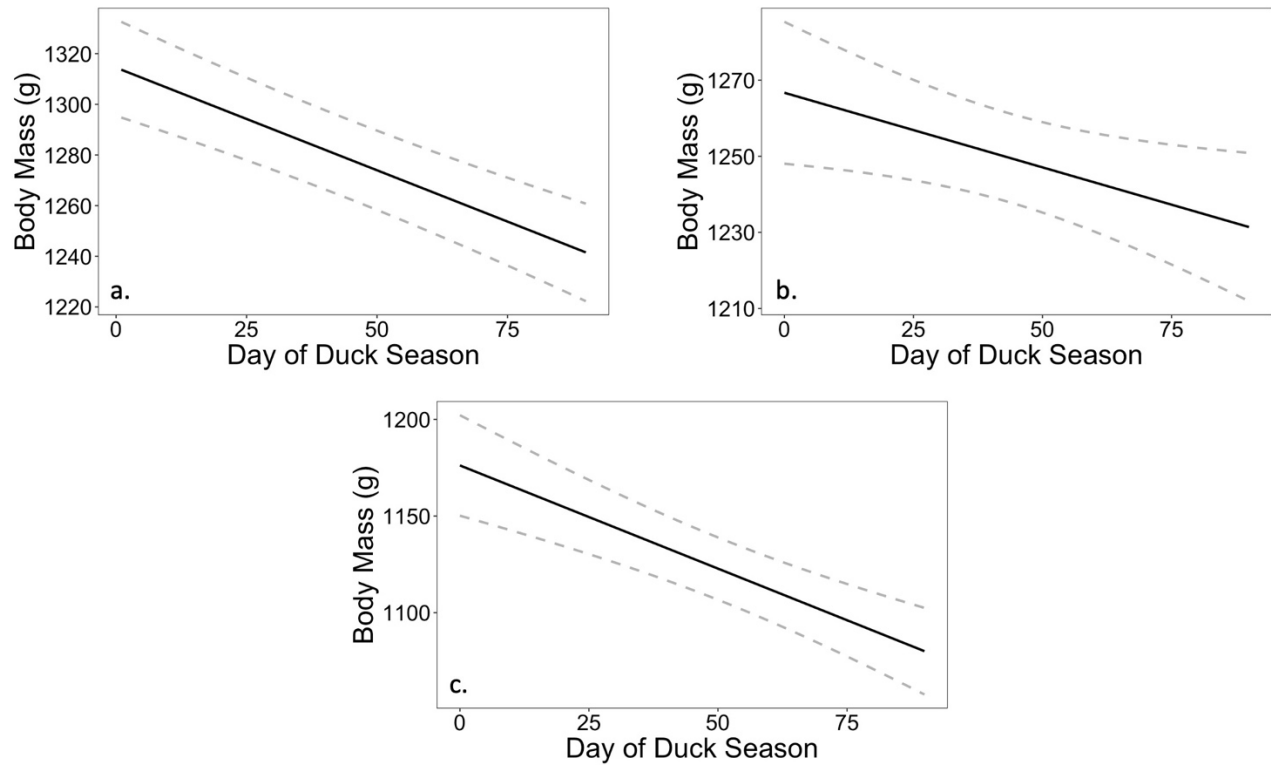 Body Mass (g)
1320
1300
1280
1260
1240
1220
a.
0 25 50 75
Day of Duck Season
Body Mass (g)
1270
1250
1230
1210
b.
0 25 50 75
Day of Duck Season
Body Mass (g)
1200
1150
1100
c.
0 25 50 75
Day of Duck Season